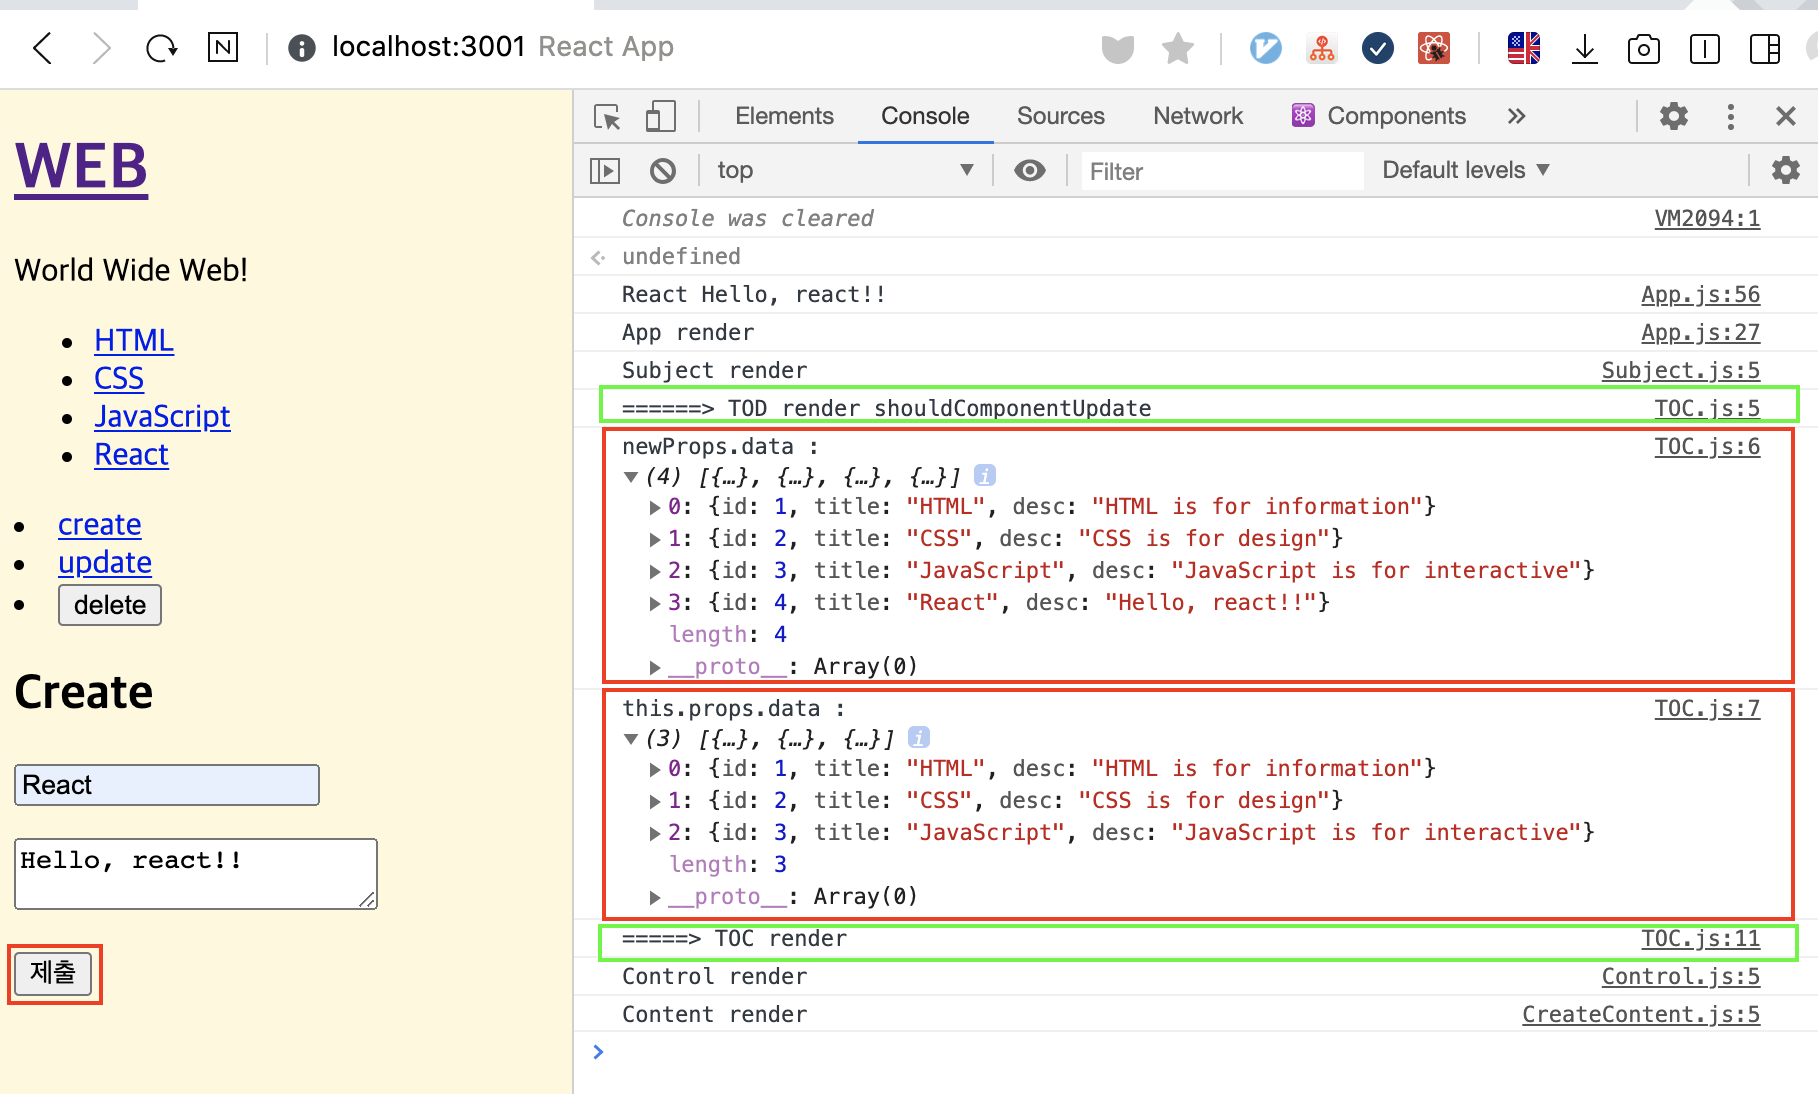 localhost:3001 React App
WEB
World Wide Web!
HTML
CSS
JavaScript
React
create
update
delete
Create
React
Hello, react!!
제출
Elements Console Sources Network Components »
top Filter Default levels
Console was cleared VM2094:1
undefined
React Hello, react!! App.js:56
App render App.js:27
Subject render Subject.js:5
======> TOD render shouldComponentUpdate TOC.js:5
newProps.data : TOC.js:6
(4) [{…}, {…}, {…}, {…}] i
0: {id: 1, title: "HTML", desc: "HTML is for information"}
1: {id: 2, title: "CSS", desc: "CSS is for design"}
2: {id: 3, title: "JavaScript", desc: "JavaScript is for interactive"}
3: {id: 4, title: "React", desc: "Hello, react!!"}
length: 4
__proto__: Array(0)
this.props.data : TOC.js:7
(3) [{…}, {…}, {…}] i
0: {id: 1, title: "HTML", desc: "HTML is for information"}
1: {id: 2, title: "CSS", desc: "CSS is for design"}
2: {id: 3, title: "JavaScript", desc: "JavaScript is for interactive"}
length: 3
__proto__: Array(0)
=====> TOC render TOC.js:11
Control render Control.js:5
Content render CreateContent.js:5